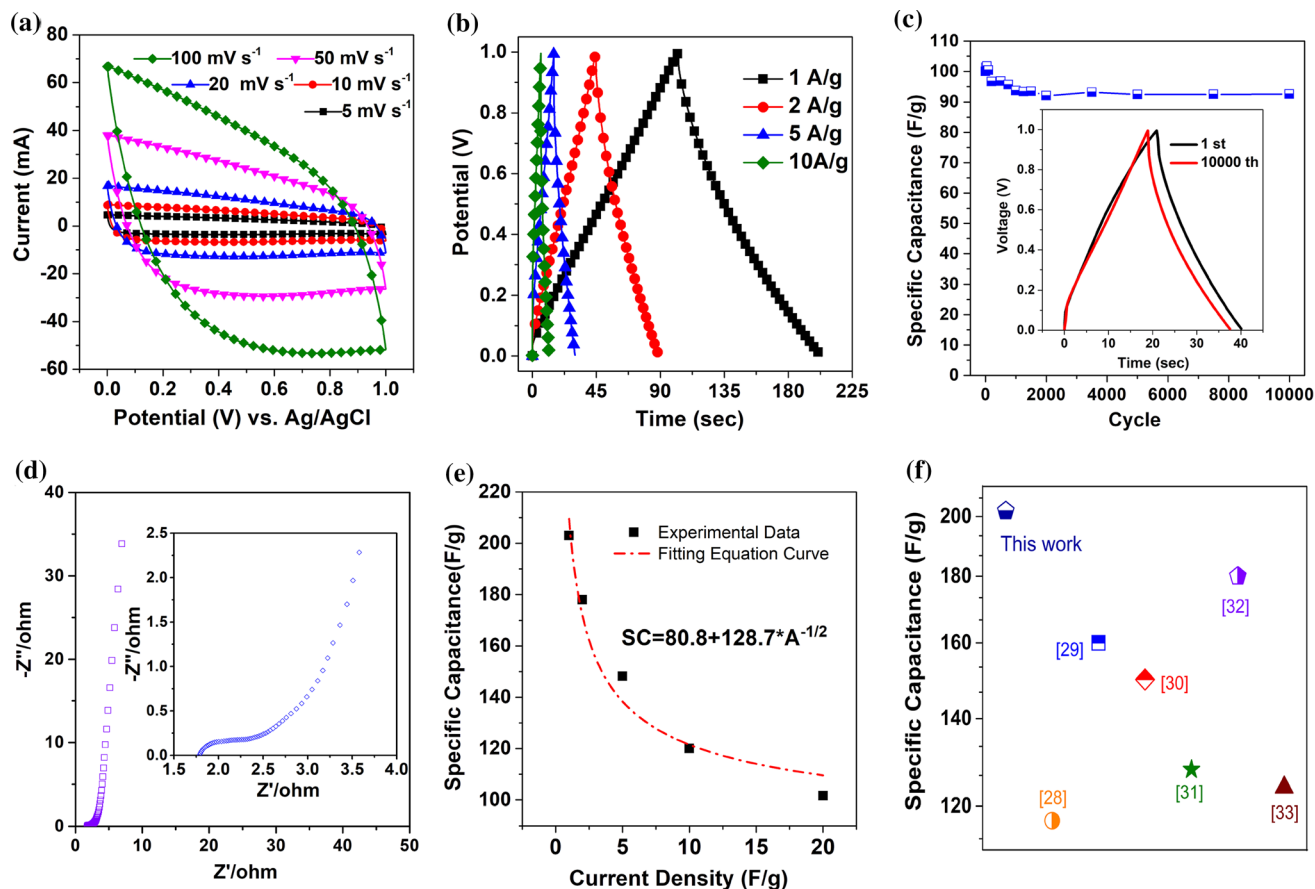 (a)
100 mV s⁻¹
50 mV s⁻¹
20 mV s⁻¹
10 mV s⁻¹
5 mV s⁻¹
Current (mA)
80
60
40
20
0
-20
-40
-60
0.0 0.2 0.4 0.6 0.8 1.0
Potential (V) vs. Ag/AgCl
(b)
1 A/g
2 A/g
5 A/g
10A/g
Potential (V)
1.0
0.8
0.6
0.4
0.2
0.0
0 45 90 135 180 225
Time (sec)
(c)
Specific Capacitance (F/g)
110
100
90
80
70
60
50
40
30
20
10
0
0 2000 4000 6000 8000 10000
Cycle
1 st
10000 th
Voltage (V)
1.0
0.8
0.6
0.4
0.2
0.0
0 10 20 30 40
Time (sec)
(d)
-Z''/ohm
40
30
20
10
0
0 10 20 30 40 50
Z'/ohm
-Z''/ohm
2.5
2.0
1.5
1.0
0.5
0.0
1.5 2.0 2.5 3.0 3.5 4.0
Z'/ohm
(e)
Specific Capacitance(F/g)
220
200
180
160
140
120
100
Experimental Data
Fitting Equation Curve
SC=80.8+128.7*A⁻¹/²
0 5 10 15 20
Current Density (F/g)
(f)
Specific Capacitance (F/g)
200
180
160
140
120
This work
[32]
[29]
[30]
[31]
[28]
[33]